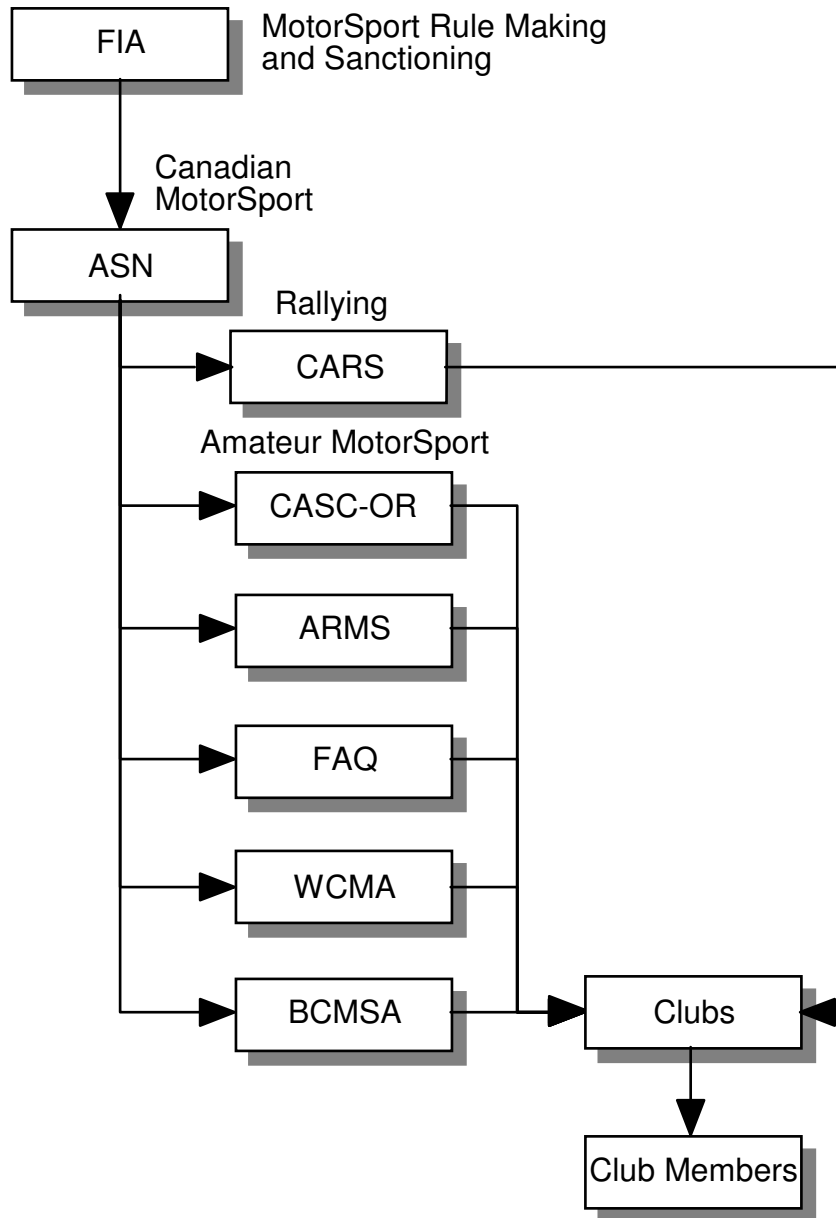 FIA
MotorSport Rule Making
and Sanctioning
Canadian
MotorSport
ASN
Rallying
CARS
Amateur MotorSport
CASC-OR
ARMS
FAQ
WCMA
BCMSA
Clubs
Club Members